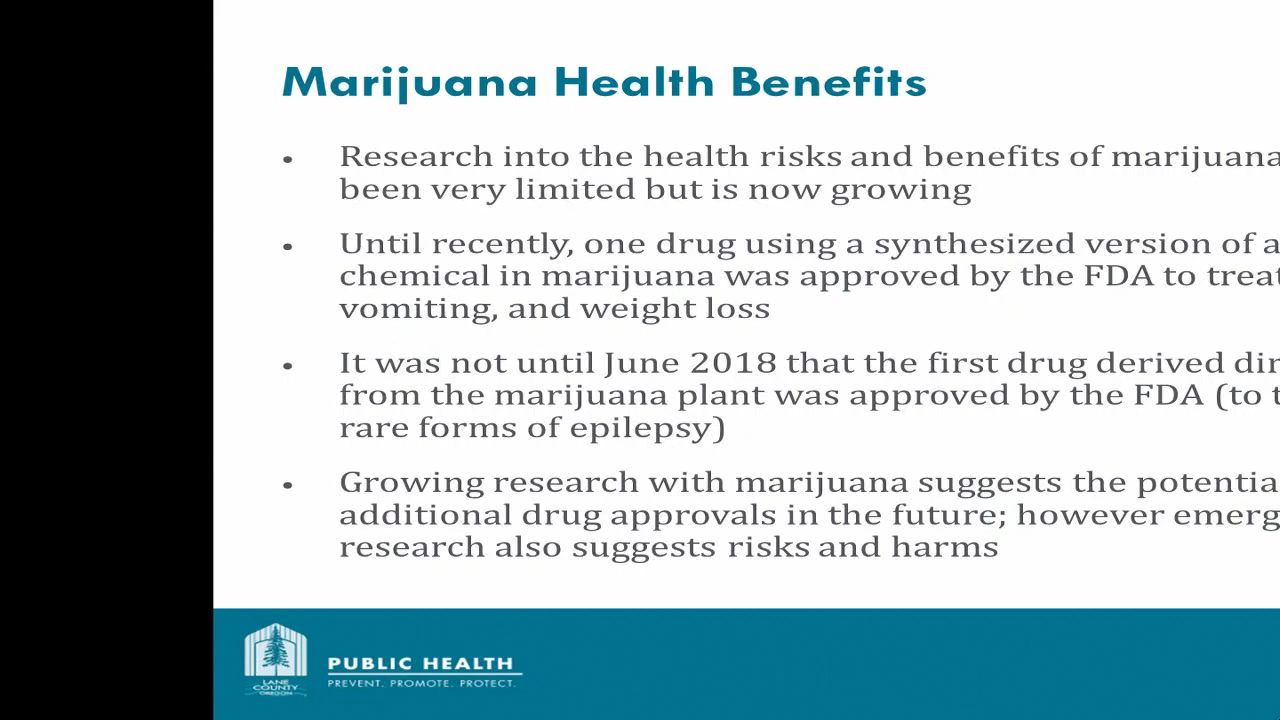 Marijuana Health Benefits
• Research into the health risks and benefits of marijuana
been very limited but is now growing
• Until recently, one drug using a synthesized version of a
chemical in marijuana was approved by the FDA to treat
vomiting, and weight loss
• It was not until June 2018 that the first drug derived dir
from the marijuana plant was approved by the FDA (to t
rare forms of epilepsy)
• Growing research with marijuana suggests the potentia
additional drug approvals in the future; however emerg
research also suggests risks and harms
LANE
COUNTY
OREGON
PUBLIC HEALTH
PREVENT. PROMOTE. PROTECT.